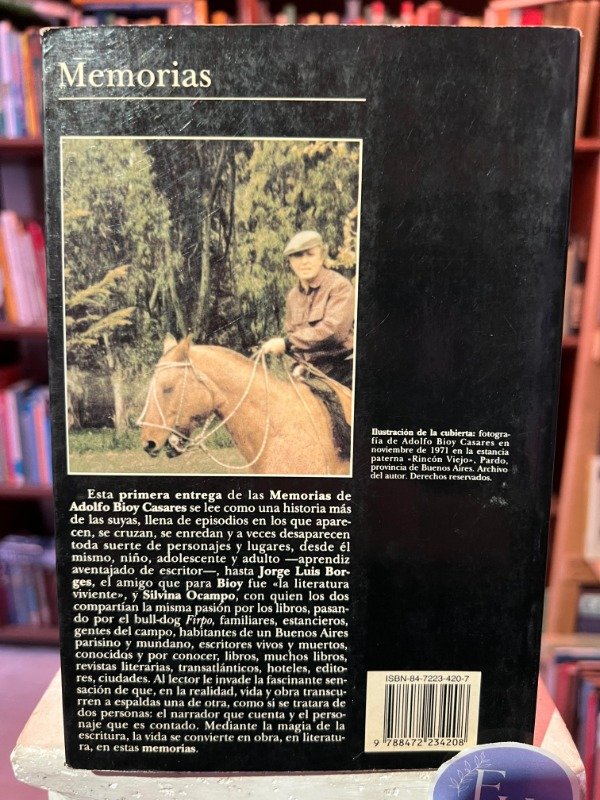 Memorias
Ilustración de la cubierta: fotogra-
fía de Adolfo Bioy Casares en
noviembre de 1971 en la estancia
paterna «Rincón Viejo». Pardo,
provincia de Buenos Aires. Archivo
del autor. Derechos reservados.
Esta primera entrega de las Memorias de
Adolfo Bioy Casares se lee como una historia más
de las suyas, llena de episodios en los que apare-
cen, se cruzan, se enredan y a veces desaparecen
toda suerte de personajes y lugares, desde él
mismo, niño, adolescente y adulto —aprendiz
aventajado de escritor—, hasta Jorge Luis Bor-
ges, el amigo que para Bioy fue «la literatura
viviente», y Silvina Ocampo, con quien los dos
compartían la misma pasión por los libros, pasan-
do por el bull-dog Firpo, familiares, estancieros,
gentes del campo, habitantes de un Buenos Aires
parisino y mundano, escritores vivos y muertos,
conocidos y por conocer, libros, muchos libros,
revistas literarias, transatlánticos, hoteles, edito-
res, ciudades. Al lector le invade la fascinante sen-
sación de que, en la realidad, vida y obra transcu-
rren a espaldas una de otra, como si se tratara de
dos personas: el narrador que cuenta y el perso-
naje que es contado. Mediante la magia de la
escritura, la vida se convierte en obra, en literatu-
ra, en estas memorias.
ISBN-84-7223-420-7
9 788472 234208